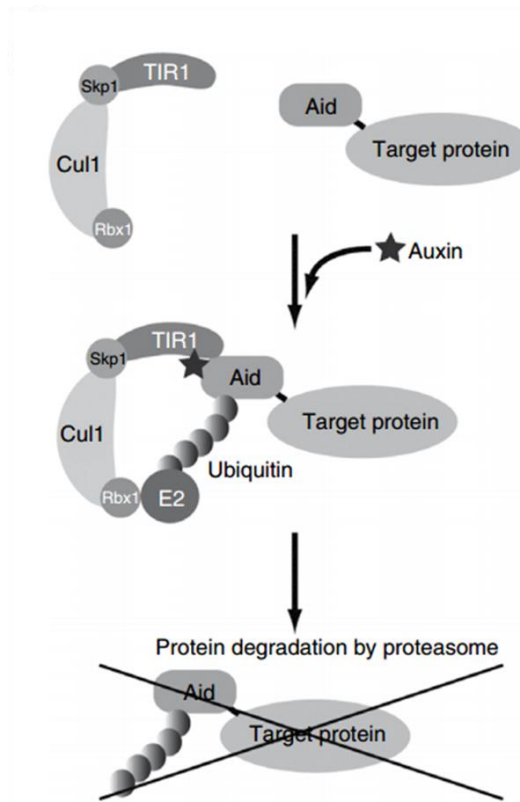 TIR1
Skp1
Aid
Cul1
Target protein
Rbx1
Auxin
TIR1
Skp1
Aid
Target protein
Cul1
Ubiquitin
Rbx1
E2
Protein degradation by proteasome
Aid
Target protein